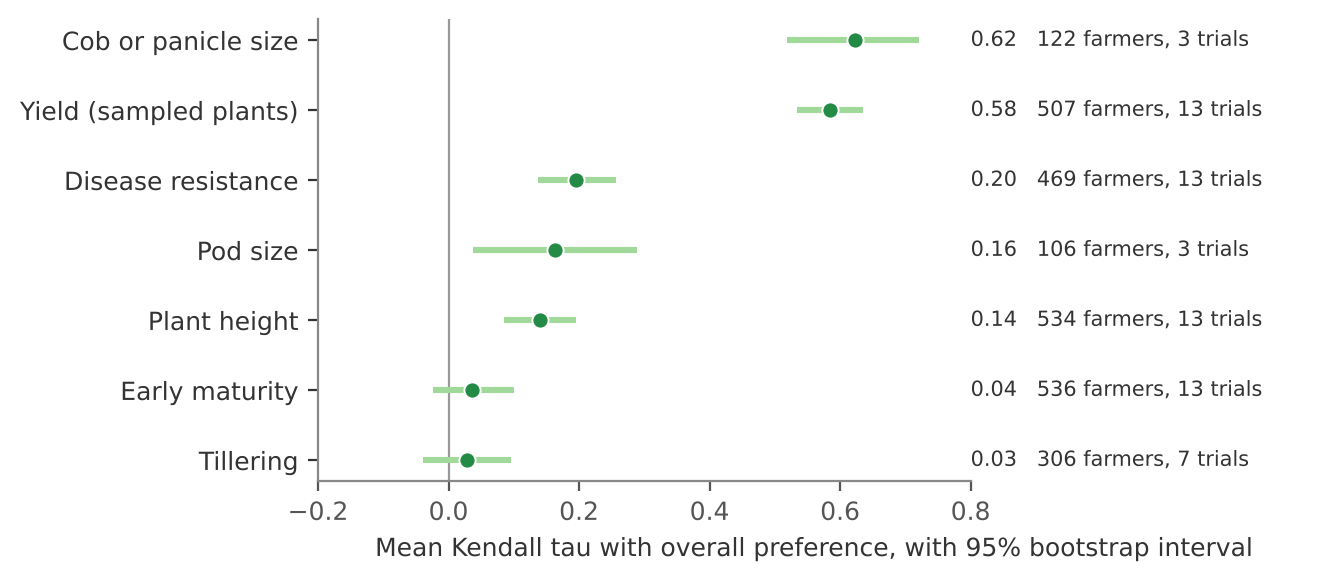 Cob or panicle size 0.62 122 farmers, 3 trials
Yield (sampled plants) 0.58 507 farmers, 13 trials
Disease resistance 0.20 469 farmers, 13 trials
Pod size 0.16 106 farmers, 3 trials
Plant height 0.14 534 farmers, 13 trials
Early maturity 0.04 536 farmers, 13 trials
Tillering 0.03 306 farmers, 7 trials
−0.2 0.0 0.2 0.4 0.6 0.8
Mean Kendall tau with overall preference, with 95% bootstrap interval